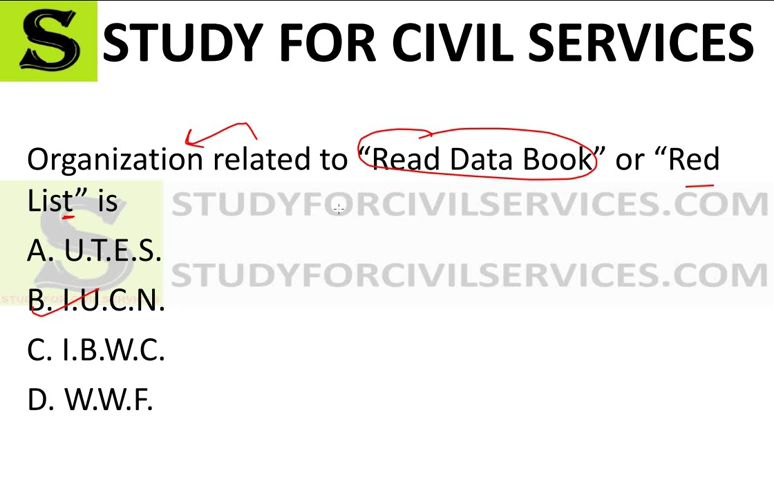 S STUDY FOR CIVIL SERVICES
Organization related to “Read Data Book” or “Red
List” is
STUDYFORCIVILSERVICES.COM
A. U.T.E.S.
STUDYFORCIVILSERVICES.COM
B. I.U.C.N.
C. I.B.W.C.
D. W.W.F.